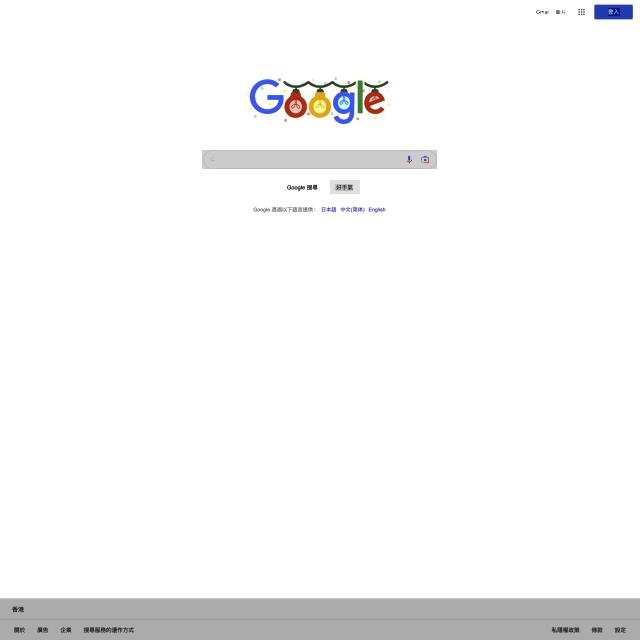 Gmail 圖片 登入
Google
Google 搜尋 好手氣
Google 透過以下語言提供： 日本語 中文(简体) English
香港
關於 廣告 企業 搜尋服務的運作方式 私隱權政策 條款 設定